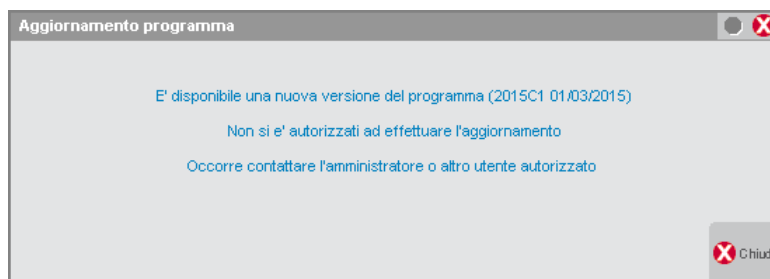 Aggiornamento programma
E' disponibile una nuova versione del programma (2015C1 01/03/2015)
Non si e' autorizzati ad effettuare l'aggiornamento
Occorre contattare l'amministratore o altro utente autorizzato
Chiud